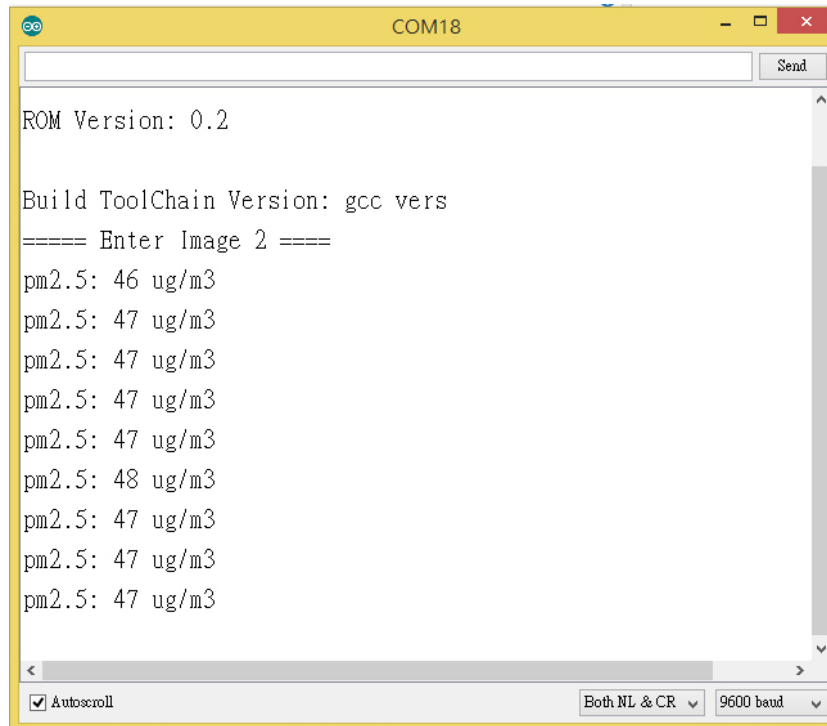 COM18
Send
ROM Version: 0.2
Build ToolChain Version: gcc vers
===== Enter Image 2 ====
pm2.5: 46 ug/m3
pm2.5: 47 ug/m3
pm2.5: 47 ug/m3
pm2.5: 47 ug/m3
pm2.5: 47 ug/m3
pm2.5: 48 ug/m3
pm2.5: 47 ug/m3
pm2.5: 47 ug/m3
pm2.5: 47 ug/m3
Autoscroll Both NL & CR 9600 baud